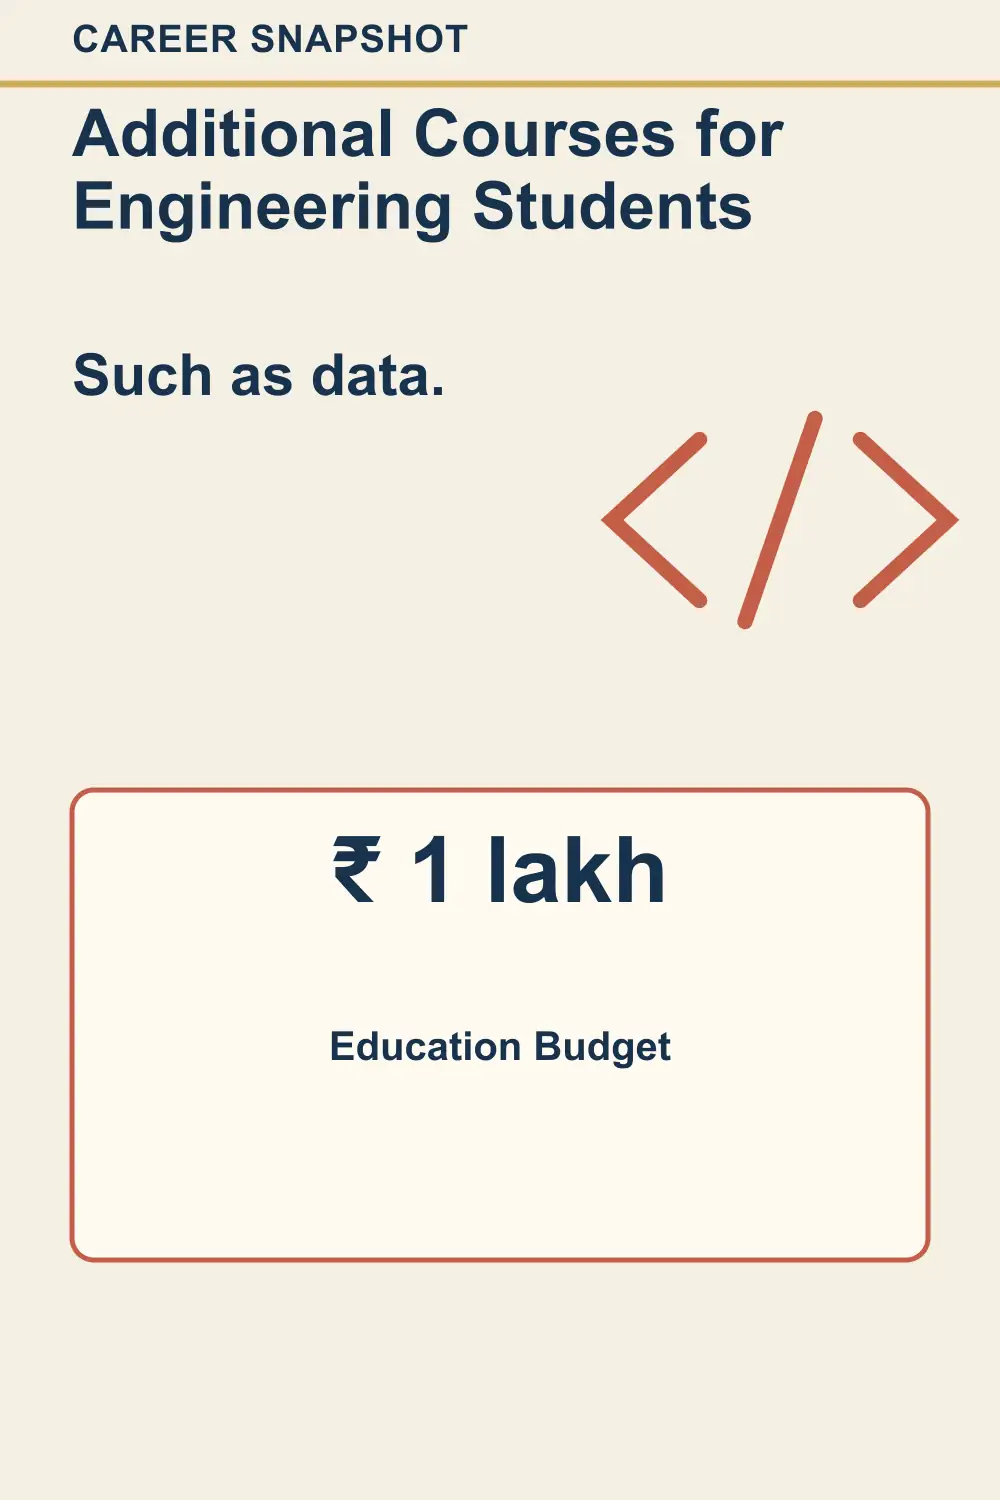 CAREER SNAPSHOT
Additional Courses for
Engineering Students
Such as data.
</>
₹ 1 lakh
Education Budget